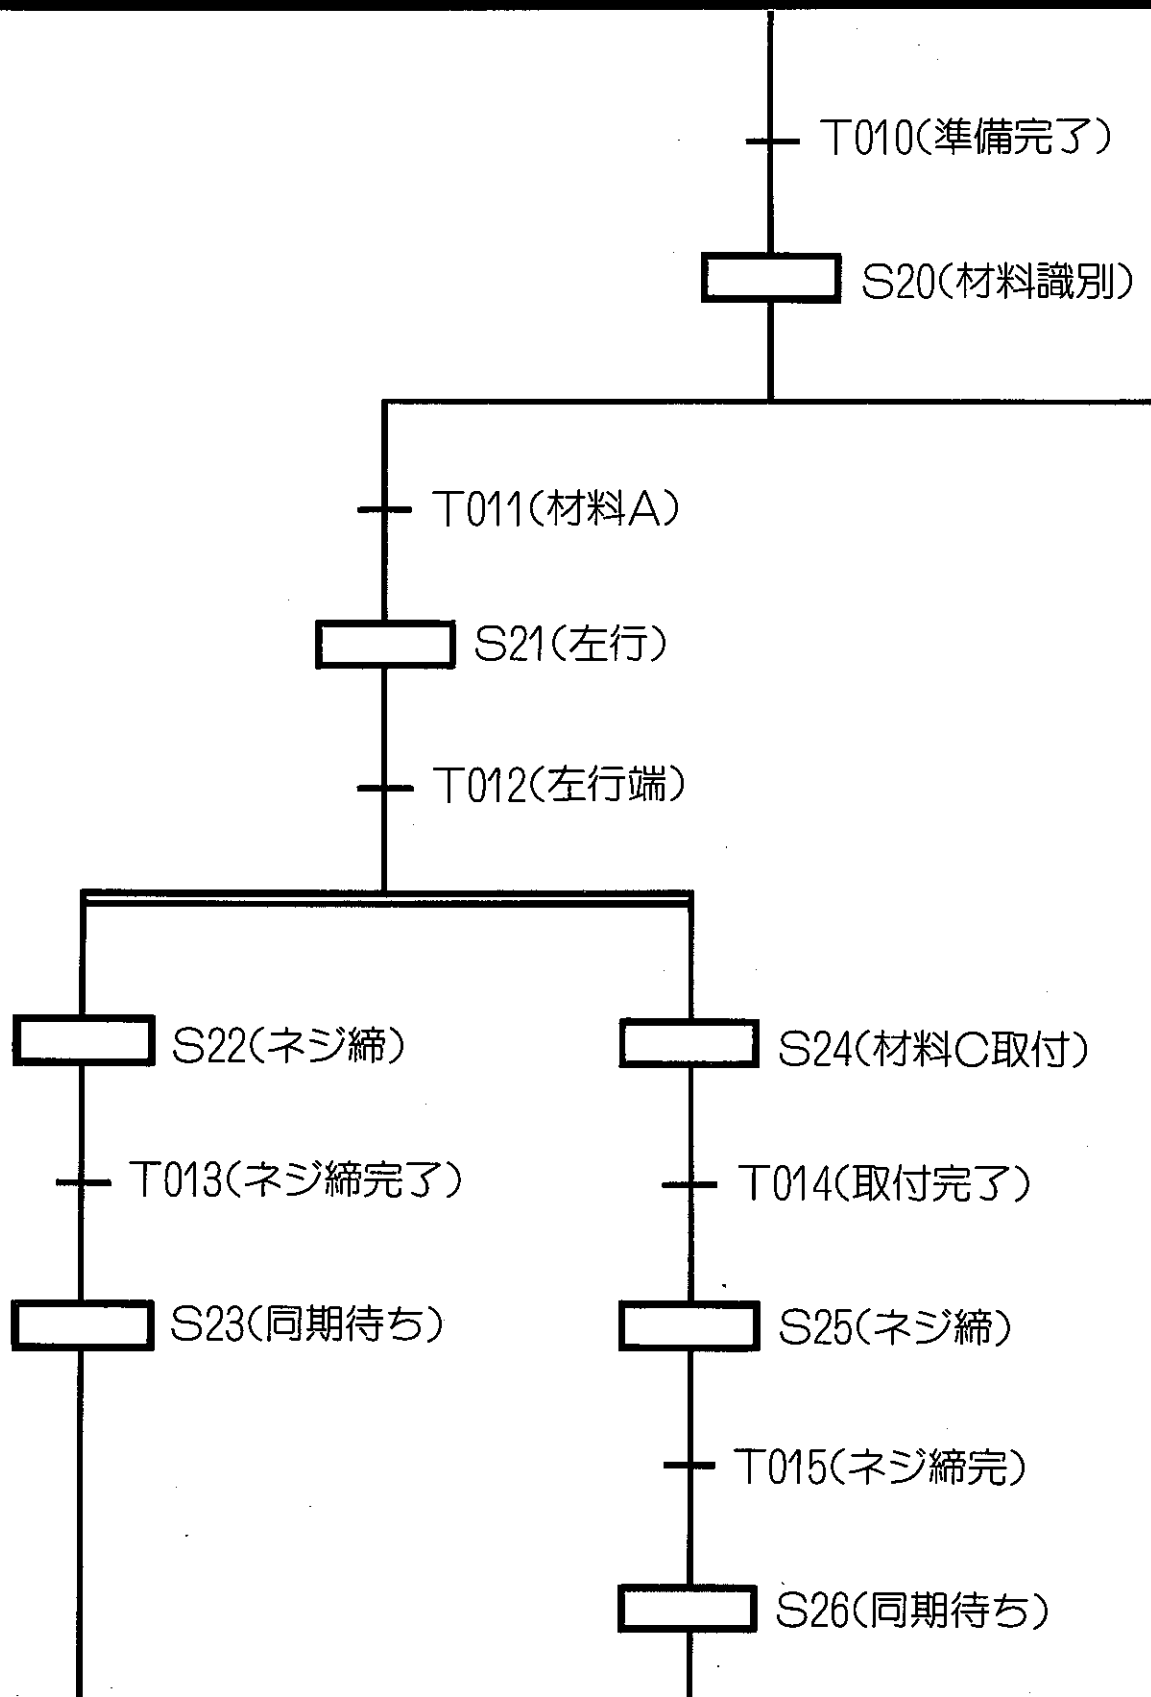 T010(準備完了)
S20(材料識別)
T011(材料A)
S21(左行)
T012(左行端)
S22(ネジ締)
S24(材料C取付)
T013(ネジ締完了)
T014(取付完了)
S23(同期待ち)
S25(ネジ締)
T015(ネジ締完)
S26(同期待ち)